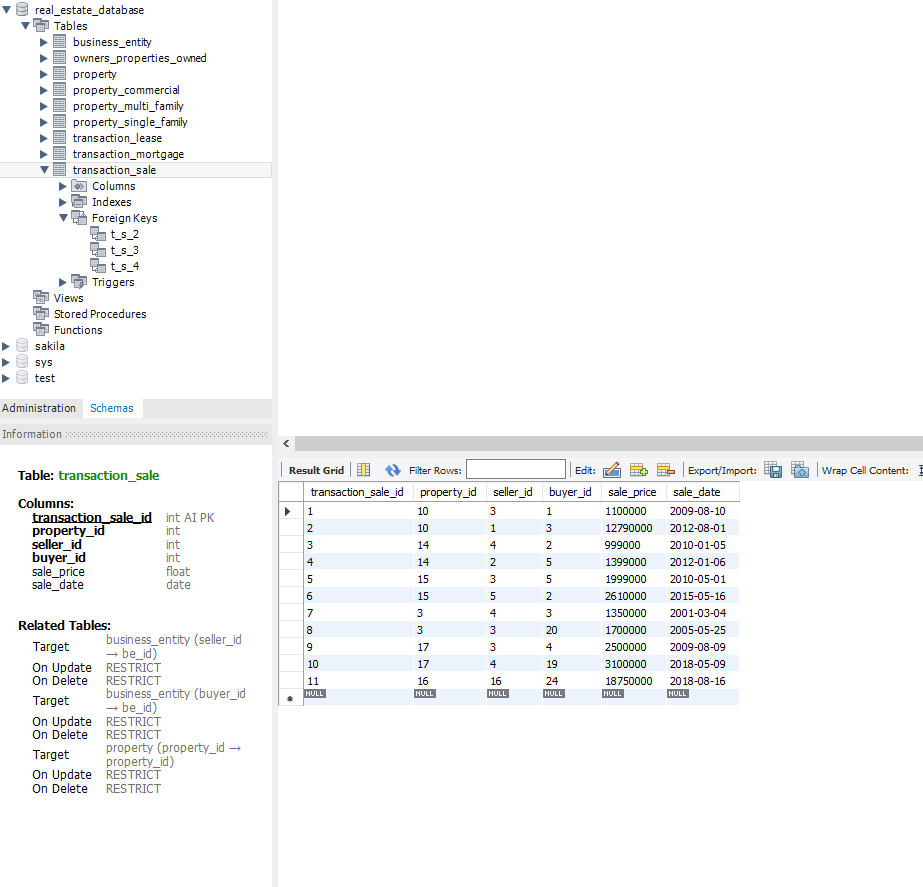 real_estate_database
Tables
business_entity
owners_properties_owned
property
property_commercial
property_multi_family
property_single_family
transaction_lease
transaction_mortgage
transaction_sale
Columns
Indexes
Foreign Keys
t_s_2
t_s_3
t_s_4
Triggers
Views
Stored Procedures
Functions
sakila
sys
test
Administration Schemas
Information
Table: transaction_sale
Columns:
transaction_sale_id int AI PK
property_id int
seller_id int
buyer_id int
sale_price float
sale_date date
Related Tables:
Target business_entity (seller_id
→ be_id)
On Update RESTRICT
On Delete RESTRICT
Target business_entity (buyer_id
→ be_id)
On Update RESTRICT
On Delete RESTRICT
Target property (property_id →
property_id)
On Update RESTRICT
On Delete RESTRICT
Result Grid Filter Rows: Edit: Export/Import: Wrap Cell Content:
transaction_sale_id property_id seller_id buyer_id sale_price sale_date
1 10 3 1 1100000 2009-08-10
2 10 1 3 12790000 2012-08-01
3 14 4 2 999000 2010-01-05
4 14 2 5 1399000 2012-01-06
5 15 3 5 1999000 2010-05-01
6 15 5 2 2610000 2015-05-16
7 3 4 3 1350000 2001-03-04
8 3 3 20 1700000 2005-05-25
9 17 3 4 2500000 2009-08-09
10 17 4 19 3100000 2018-05-09
11 16 16 24 18750000 2018-08-16
NULL NULL NULL NULL NULL NULL